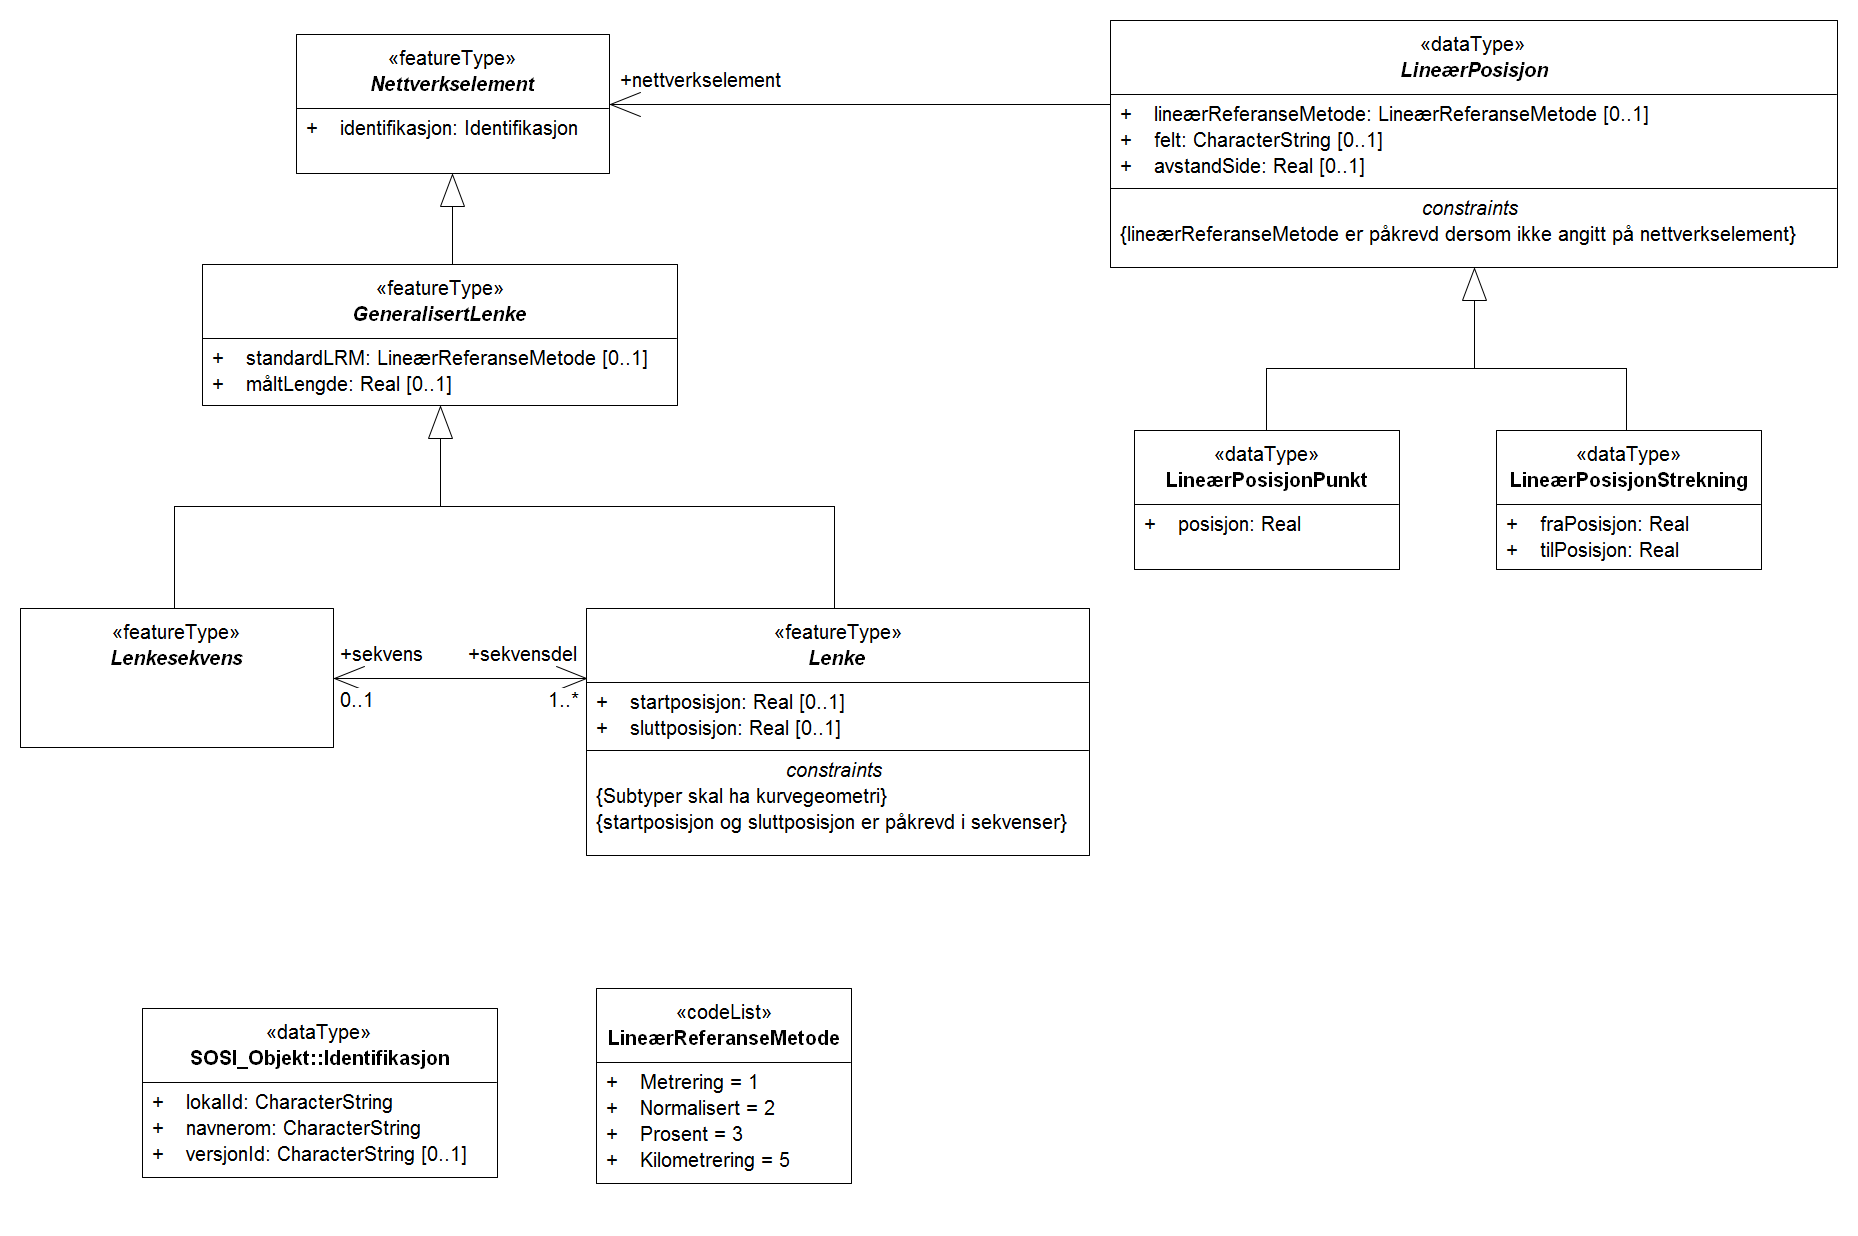 «featureType»
Nettverkselement
+ identifikasjon: Identifikasjon
+nettverkselement
«dataType»
LineærPosisjon
+ lineærReferanseMetode: LineærReferanseMetode [0..1]
+ felt: CharacterString [0..1]
+ avstandSide: Real [0..1]
constraints
{lineærReferanseMetode er påkrevd dersom ikke angitt på nettverkselement}
«featureType»
GeneralisertLenke
+ standardLRM: LineærReferanseMetode [0..1]
+ måltLengde: Real [0..1]
«dataType»
LineærPosisjonPunkt
+ posisjon: Real
«dataType»
LineærPosisjonStrekning
+ fraPosisjon: Real
+ tilPosisjon: Real
«featureType»
Lenkesekvens
+sekvens
0..1
+sekvensdel
1..*
«featureType»
Lenke
+ startposisjon: Real [0..1]
+ sluttposisjon: Real [0..1]
constraints
{Subtyper skal ha kurvegeometri}
{startposisjon og sluttposisjon er påkrevd i sekvenser}
«dataType»
SOSI_Objekt::Identifikasjon
+ lokalId: CharacterString
+ navnerom: CharacterString
+ versjonId: CharacterString [0..1]
«codeList»
LineærReferanseMetode
+ Metrering = 1
+ Normalisert = 2
+ Prosent = 3
+ Kilometrering = 5